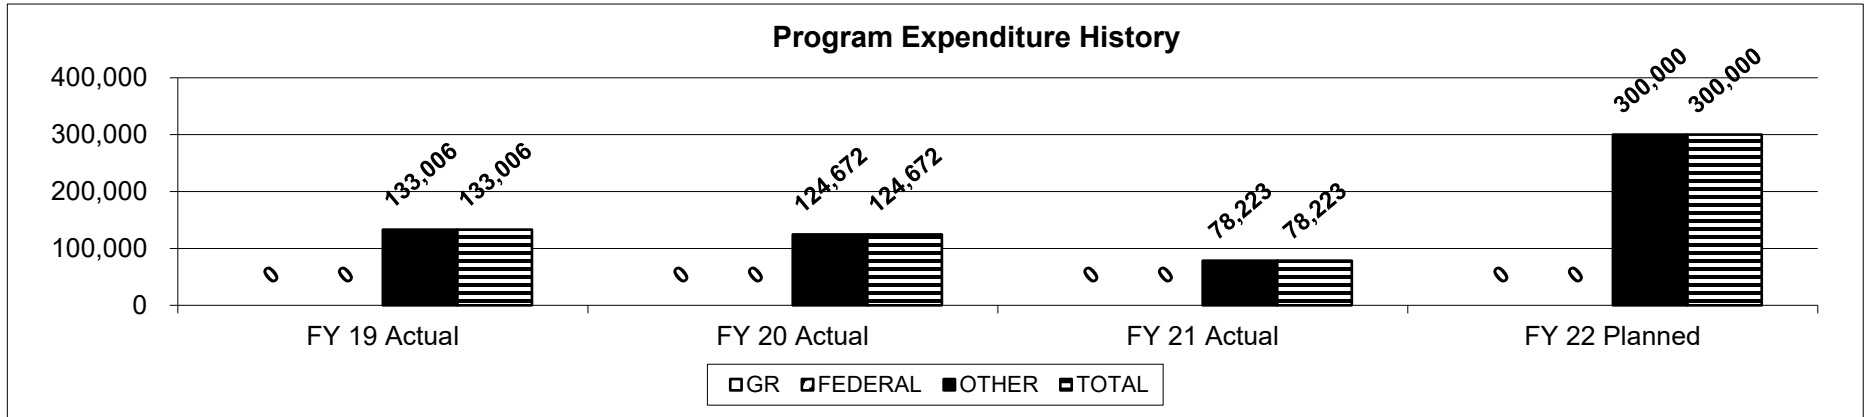 Program Expenditure History
400,000
300,000
200,000
100,000
0
0 0 133,006 133,006
0 0 124,672 124,672
0 0 78,223 78,223
0 0 300,000 300,000
FY 19 Actual FY 20 Actual FY 21 Actual FY 22 Planned
GR FEDERAL OTHER TOTAL